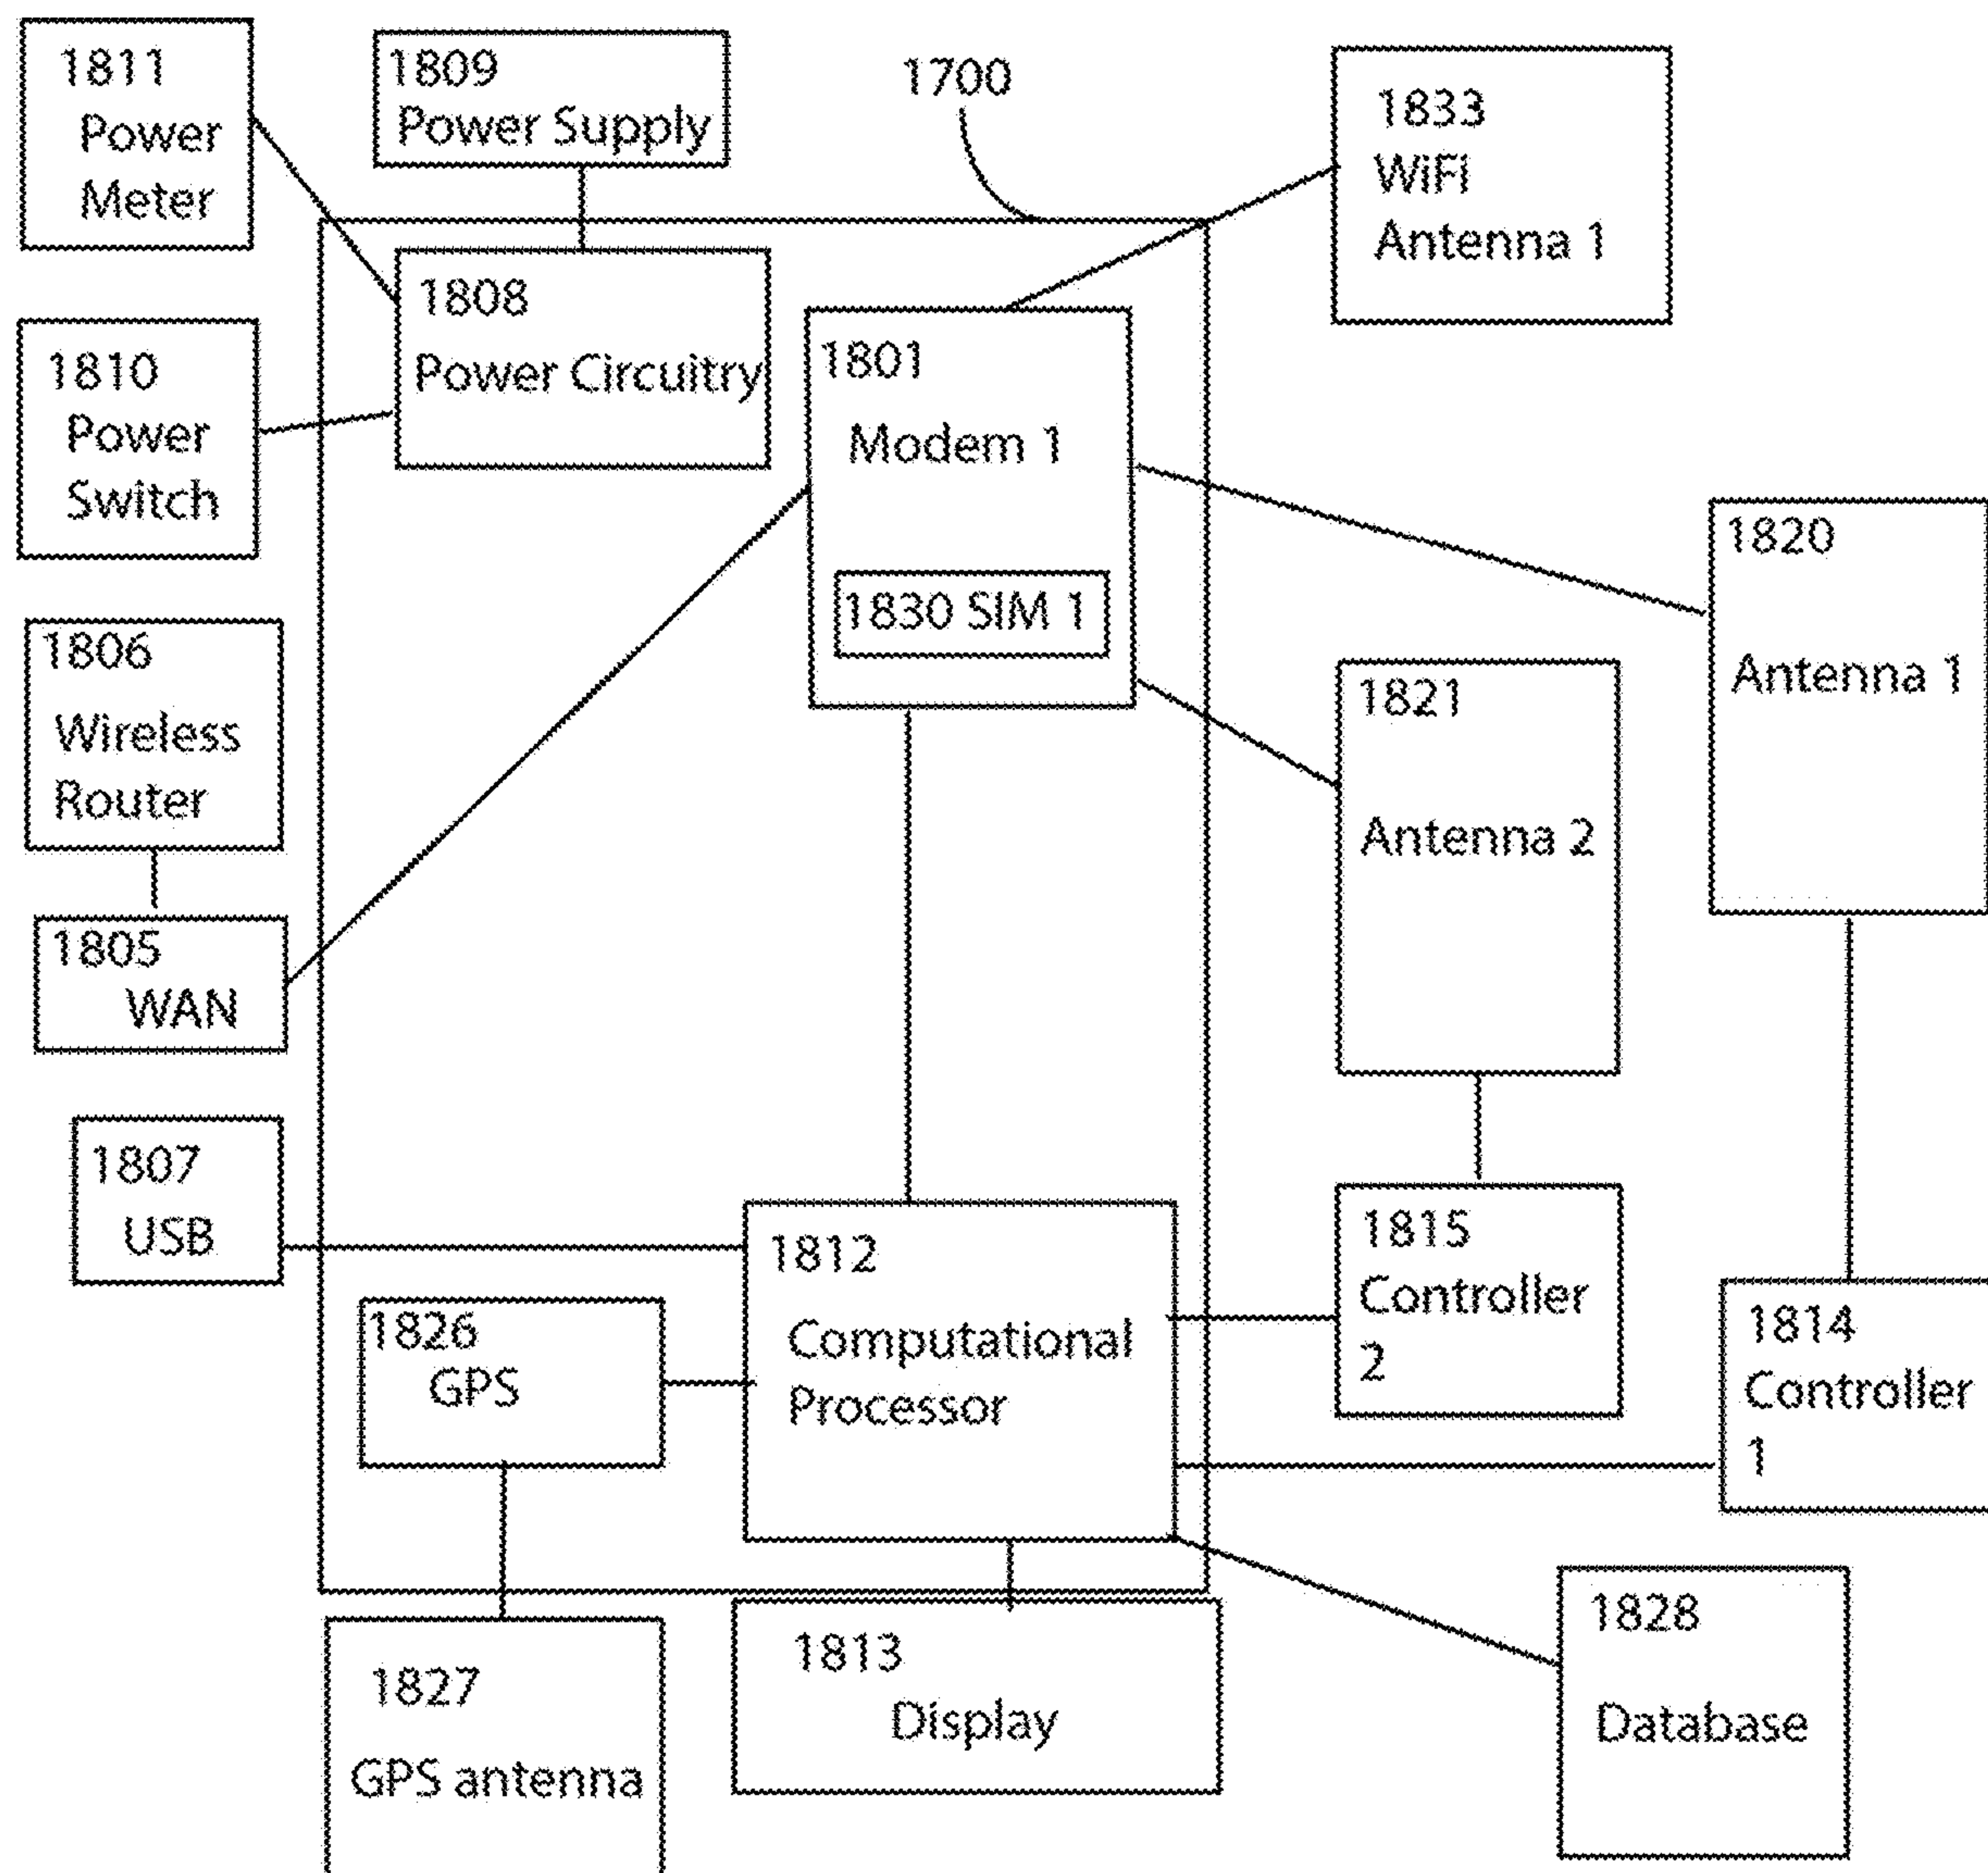 1811
Power
Meter
1809
Power Supply
1700
1833
WiFI
Antenna 1
1808
Power Circuitry
1810
Power
Switch
1801
Modem 1
1830 SIM 1
1820
Antenna 1
1806
Wireless
Router
1821
Antenna 2
1805
WAN
1807
USB
1812
Computational
Processor
1815
Controller
2
1814
Controller
1
1826
GPS
1827
GPS antenna
1813
Display
1828
Database